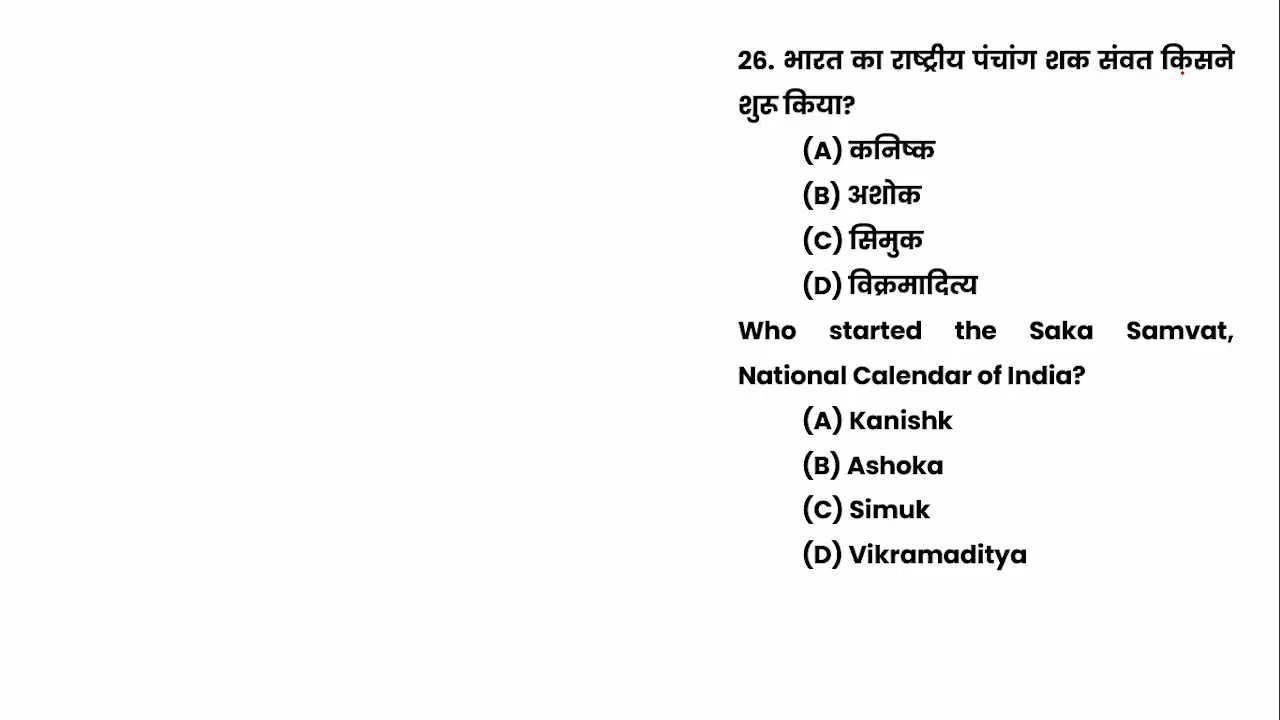 26. भारत का राष्ट्रीय पंचांग शक संवत किसने
शुरू किया?
(A) कनिष्क
(B) अशोक
(C) सिमुक
(D) विक्रमादित्य
Who started the Saka Samvat,
National Calendar of India?
(A) Kanishk
(B) Ashoka
(C) Simuk
(D) Vikramaditya